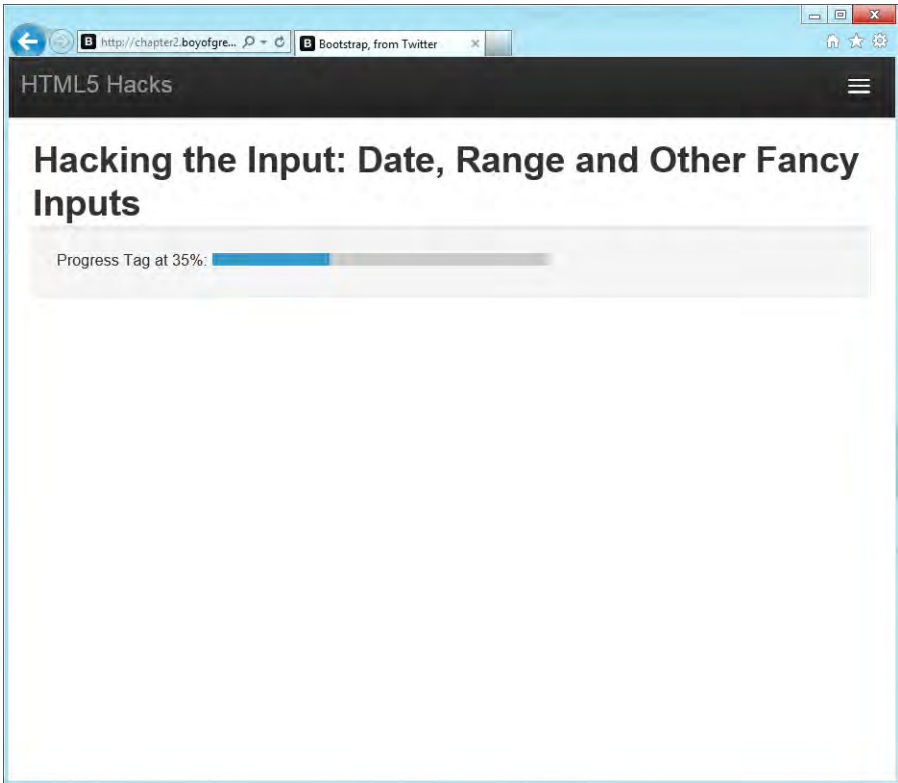 B http://chapter2.boyofgre...
B Bootstrap, from Twitter
HTML5 Hacks
Hacking the Input: Date, Range and Other Fancy
Inputs
Progress Tag at 35%: